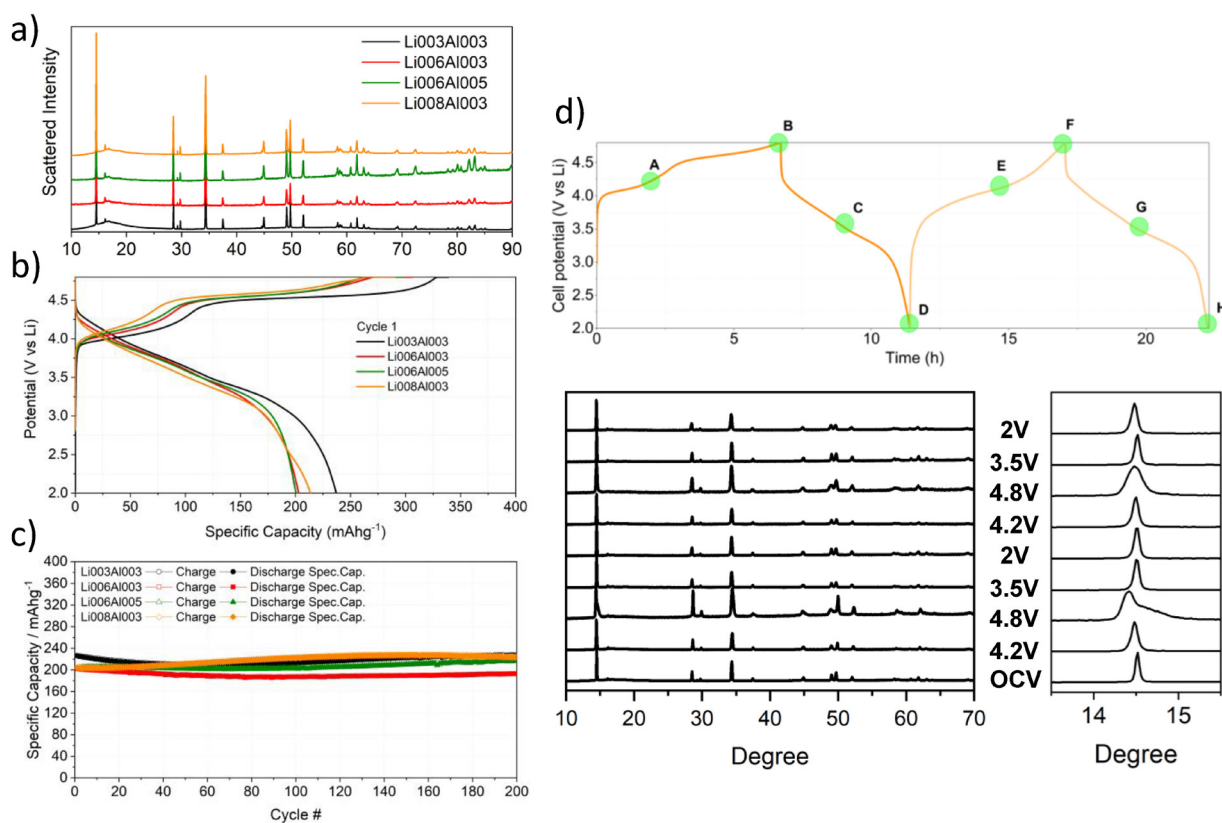 a)
Scattered Intensity
Li003Al003
Li006Al003
Li006Al005
Li008Al003
10 20 30 40 50 60 70 80 90
b)
Potential (V vs Li)
4.5
4.0
3.5
3.0
2.5
2.0
Cycle 1
Li003Al003
Li006Al003
Li006Al005
Li008Al003
0 50 100 150 200 250 300 350 400
Specific Capacity (mAhg-1)
c)
Specific Capacity / mAhg-1
400
360
320
280
240
200
160
120
80
40
0
Li003Al003 Charge Discharge Spec.Cap.
Li006Al003 Charge Discharge Spec.Cap.
Li006Al005 Charge Discharge Spec.Cap.
Li008Al003 Charge Discharge Spec.Cap.
0 20 40 60 80 100 120 140 160 180 200
Cycle #
d)
Cell potential (V vs Li)
4.5
4.0
3.5
3.0
2.5
2.0
A
B
C
D
E
F
G
H
0 5 10 15 20
Time (h)
2V
3.5V
4.8V
4.2V
2V
3.5V
4.8V
4.2V
OCV
10 20 30 40 50 60 70
Degree
14 15
Degree